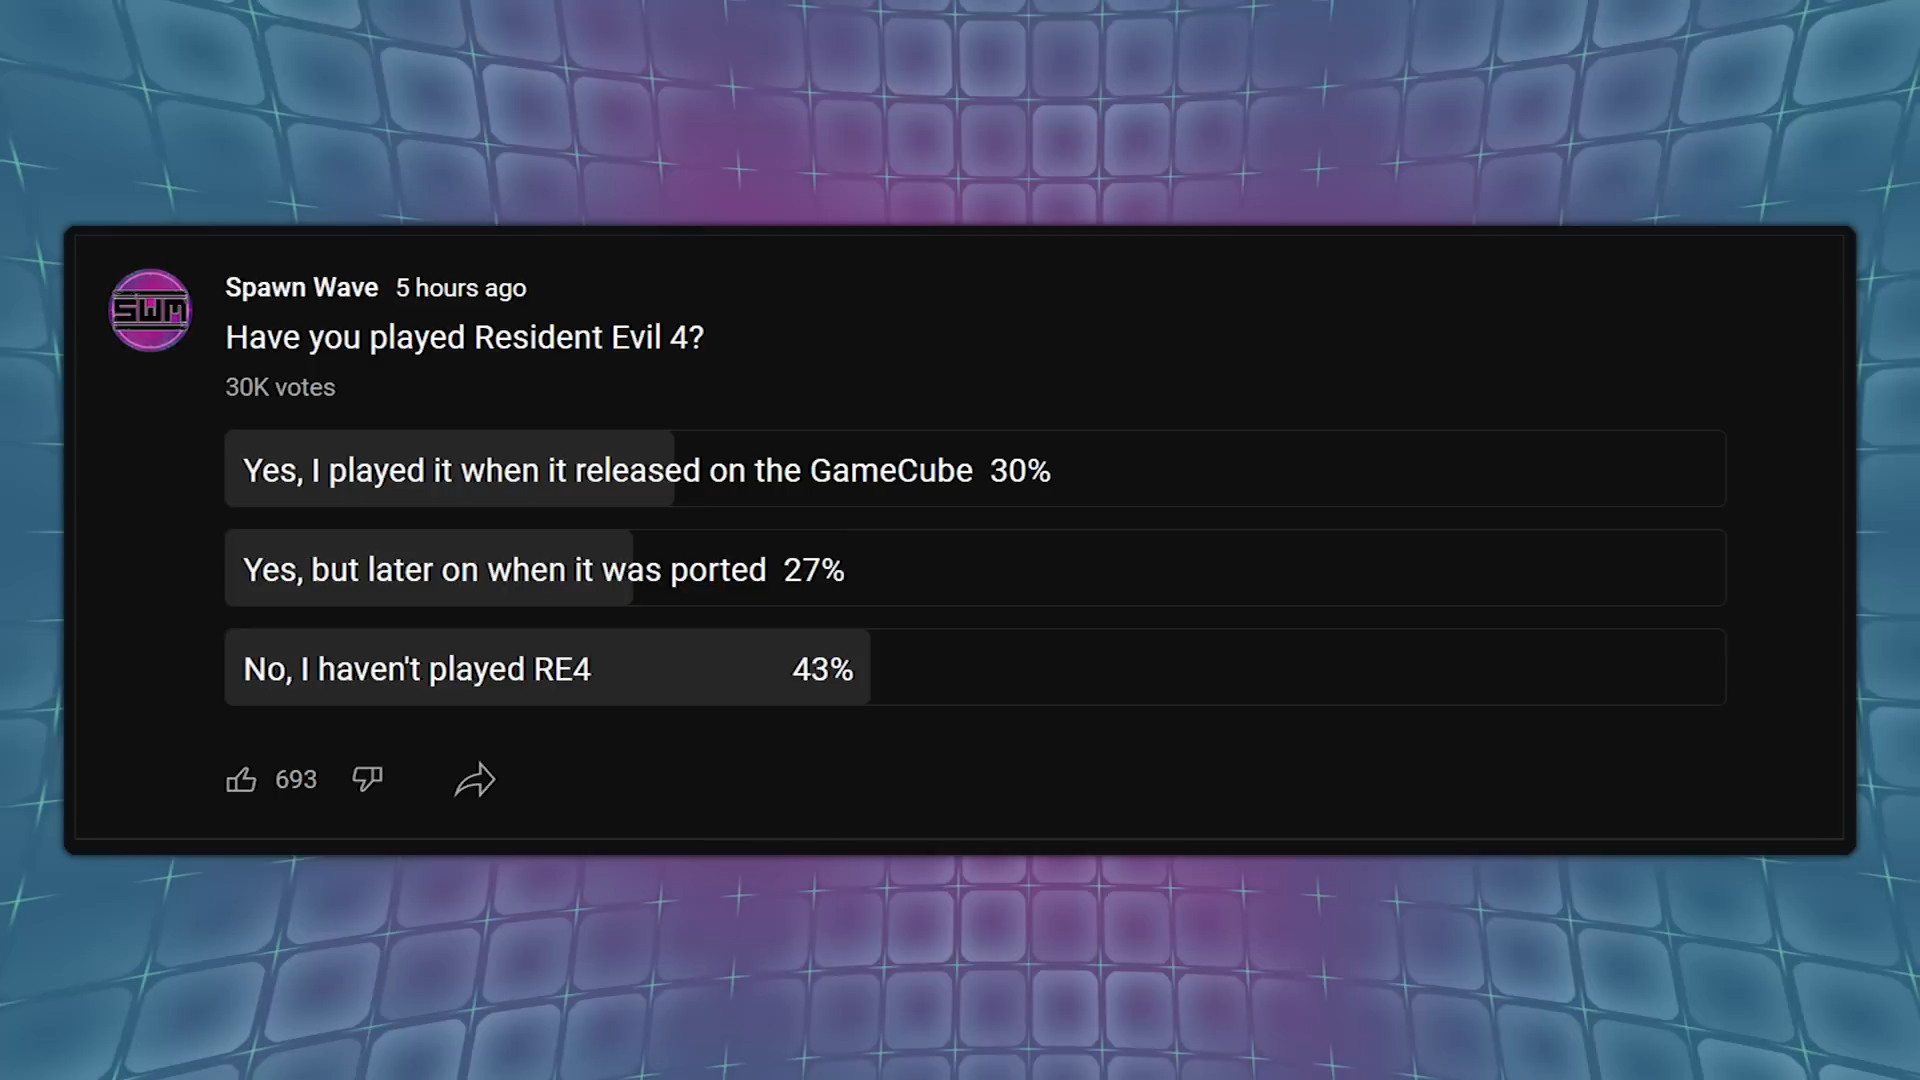 SWM
Spawn Wave 5 hours ago
Have you played Resident Evil 4?
30K votes
Yes, I played it when it released on the GameCube 30%
Yes, but later on when it was ported 27%
No, I haven't played RE4 43%
693